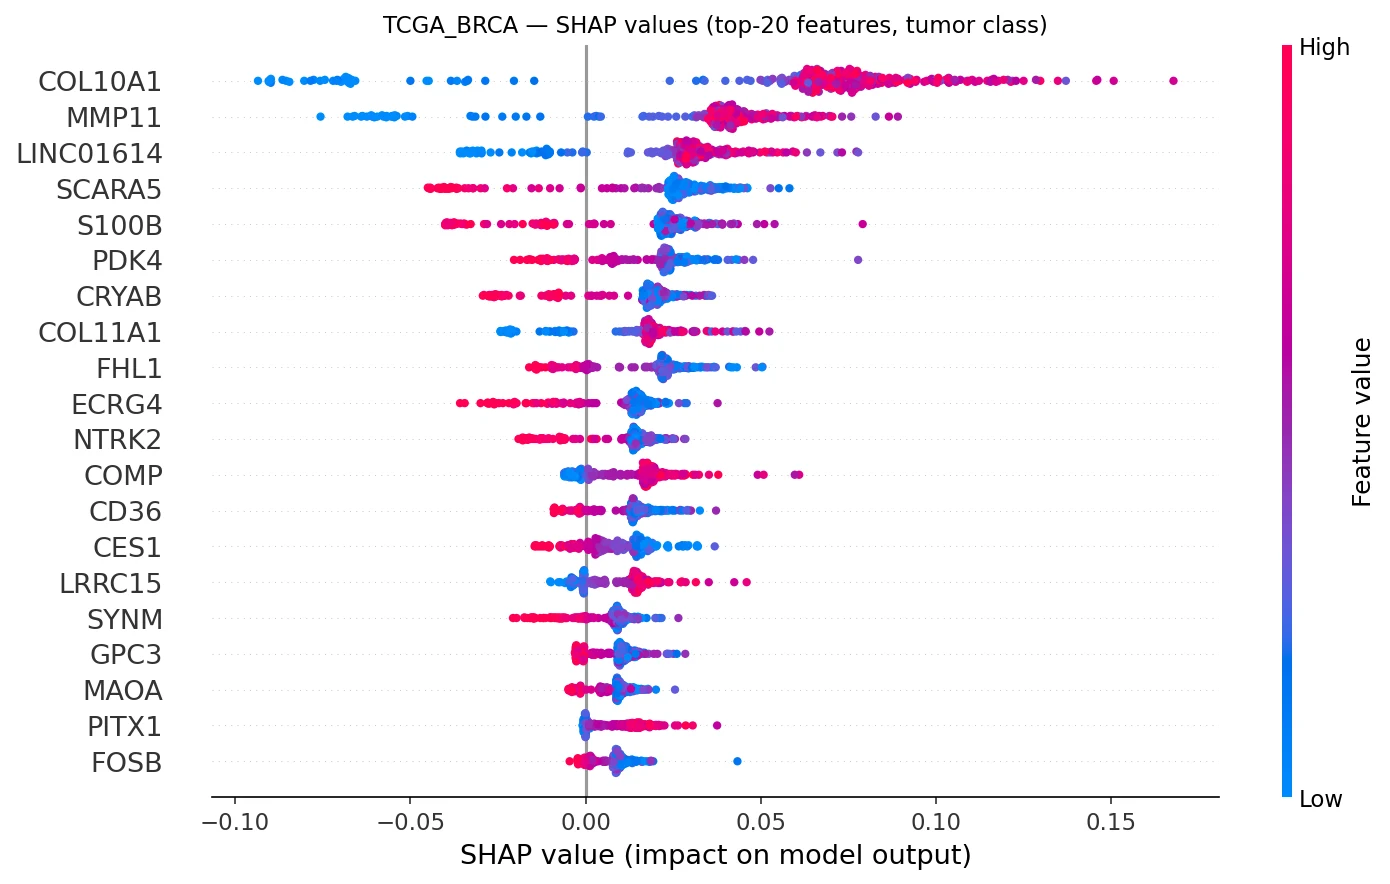 TCGA_BRCA — SHAP values (top-20 features, tumor class)
High
COL10A1
MMP11
LINC01614
SCARA5
S100B
PDK4
CRYAB
COL11A1
FHL1
ECRG4
NTRK2
COMP
CD36
CES1
LRRC15
SYNM
GPC3
MAOA
PITX1
FOSB
Feature value
Low
−0.10 −0.05 0.00 0.05 0.10 0.15
SHAP value (impact on model output)